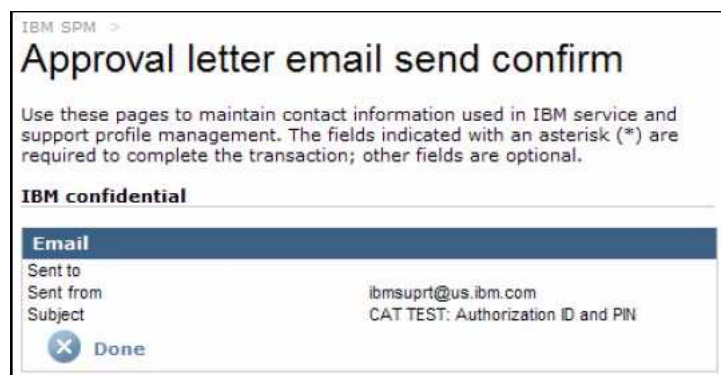 IBM SPM >
Approval letter email send confirm
Use these pages to maintain contact information used in IBM service and
support profile management. The fields indicated with an asterisk (*) are
required to complete the transaction; other fields are optional.
IBM confidential
Email
Sent to
Sent from ibmsuprt@us.ibm.com
Subject CAT TEST: Authorization ID and PIN
Done